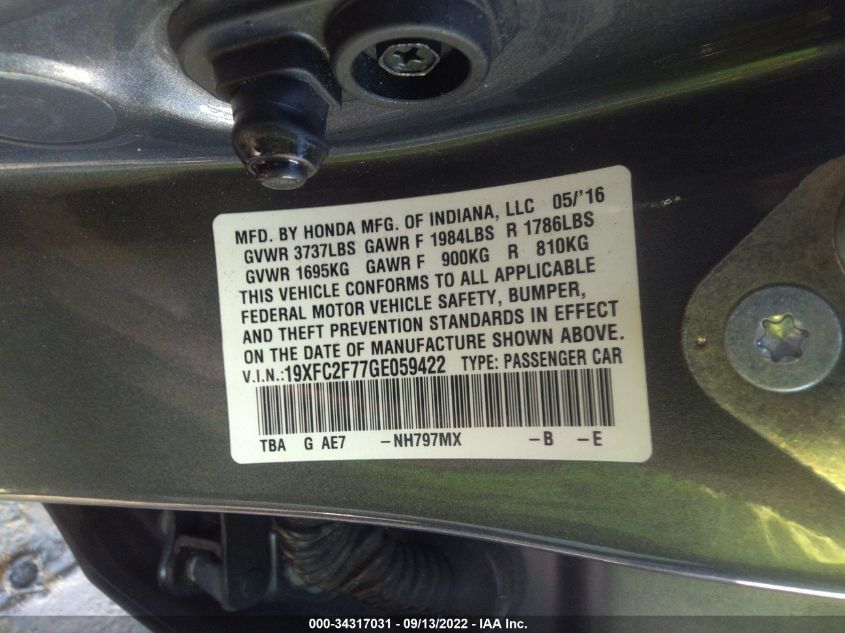 MFD. BY HONDA MFG. OF INDIANA, LLC 05/'16
GVWR 3737LBS GAWR F 1984LBS R 1786LBS
GVWR 1695KG GAWR F 900KG R 810KG
THIS VEHICLE CONFORMS TO ALL APPLICABLE
FEDERAL MOTOR VEHICLE SAFETY, BUMPER,
AND THEFT PREVENTION STANDARDS IN EFFECT
ON THE DATE OF MANUFACTURE SHOWN ABOVE.
V.I.N.:19XFC2F77GE059422 TYPE: PASSENGER CAR
TBA G AE7 -NH797MX -B -E
000-34317031 - 09/13/2022 - IAA Inc.